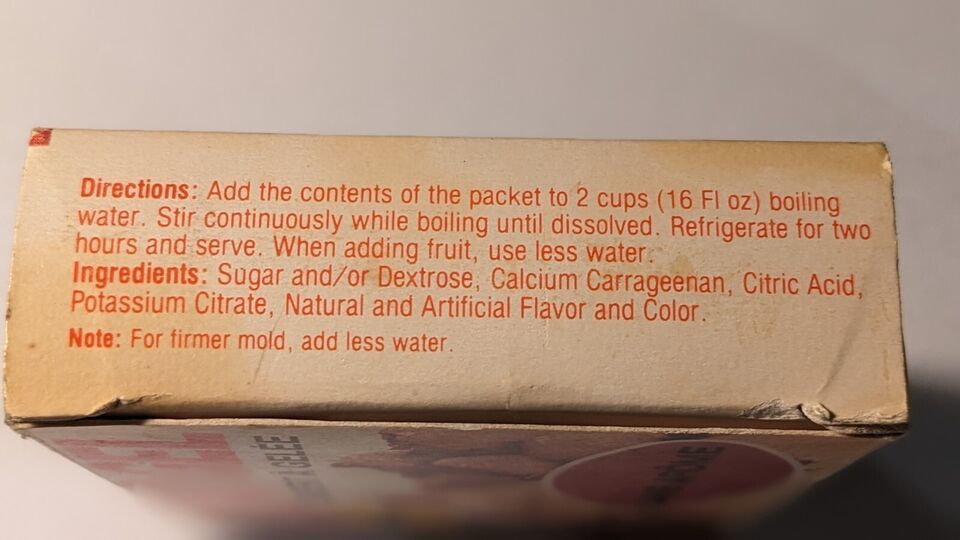 Directions: Add the contents of the packet to 2 cups (16 Fl oz) boiling
water. Stir continuously while boiling until dissolved. Refrigerate for two
hours and serve. When adding fruit, use less water.
Ingredients: Sugar and/or Dextrose, Calcium Carrageenan, Citric Acid,
Potassium Citrate, Natural and Artificial Flavor and Color.
Note: For firmer mold, add less water.
A GELÉE